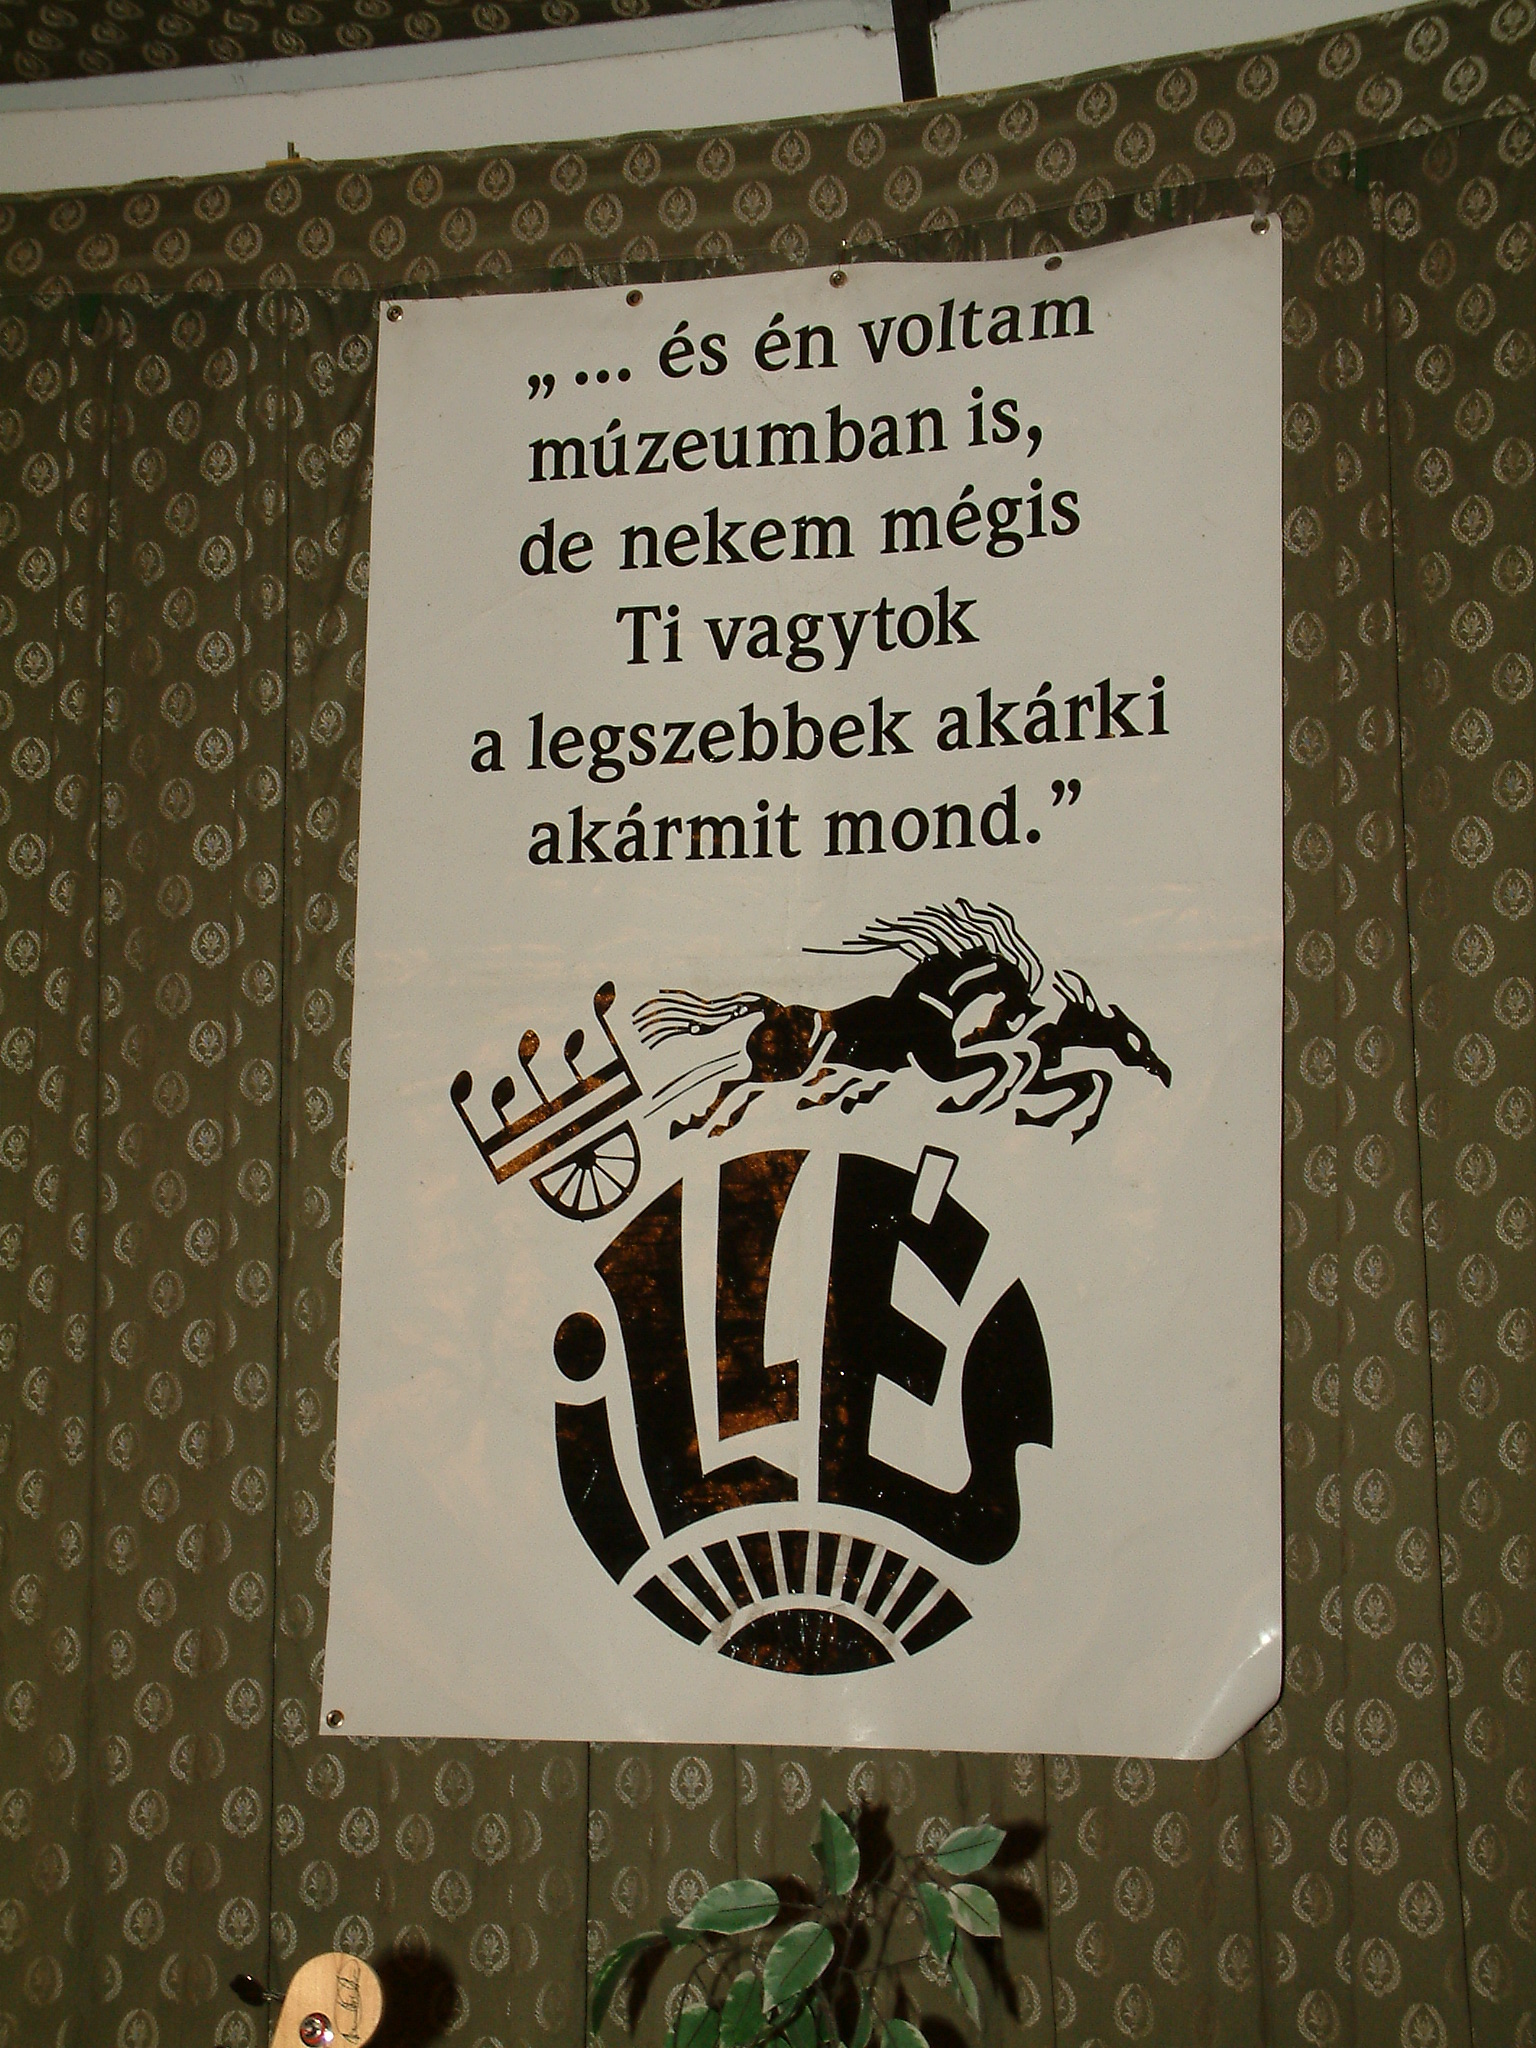 „... és én voltam
múzeumban is,
de nekem mégis
Ti vagytok
a legszebbek akárki
akármit mond.”
iLLÉS